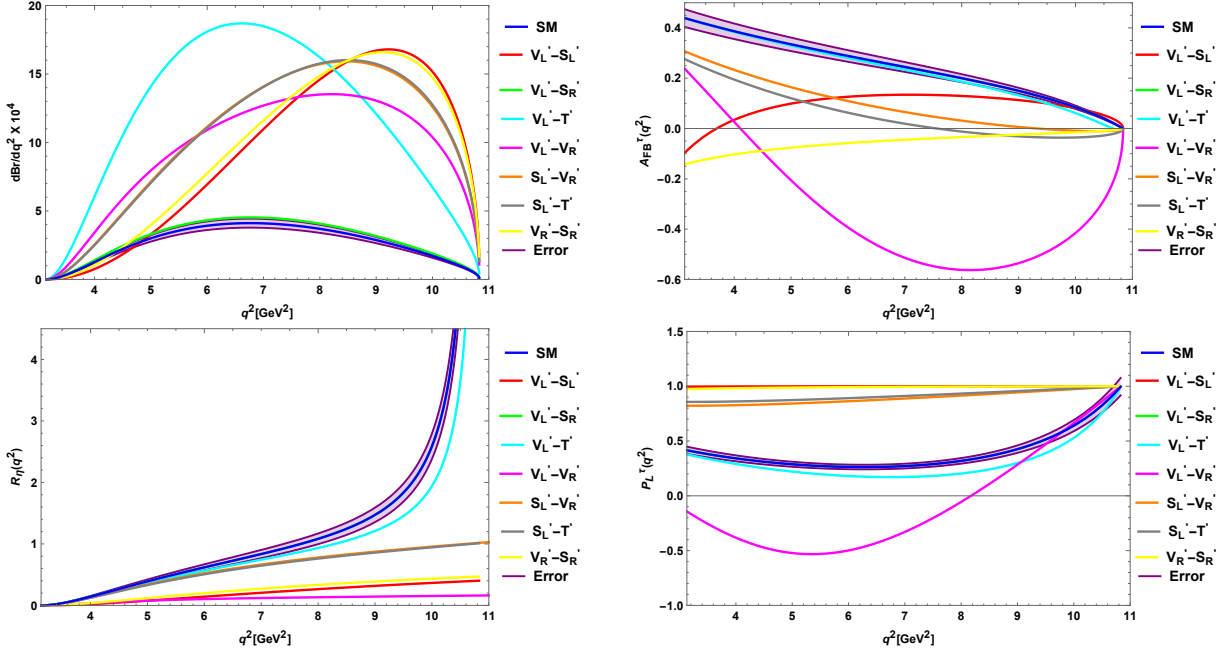 dBr/dq² X 10⁴
20
15
10
5
0
4 5 6 7 8 9 10 11
q²[GeV²]
SM
V_L'−S_L'
V_L'−S_R'
V_L'−T'
V_L'−V_R'
S_L'−V_R'
S_L'−T'
V_R'−S_R'
Error
A_FB^τ(q²)
0.4
0.2
0.0
−0.2
−0.4
−0.6
4 5 6 7 8 9 10 11
q²[GeV²]
SM
V_L'−S_L'
V_L'−S_R'
V_L'−T'
V_L'−V_R'
S_L'−V_R'
S_L'−T'
V_R'−S_R'
Error
R_η(q²)
4
3
2
1
0
4 5 6 7 8 9 10 11
q²[GeV²]
SM
V_L'−S_L'
V_L'−S_R'
V_L'−T'
V_L'−V_R'
S_L'−V_R'
S_L'−T'
V_R'−S_R'
Error
P_L^τ(q²)
1.5
1.0
0.5
0.0
−0.5
−1.0
4 5 6 7 8 9 10 11
q²[GeV²]
SM
V_L'−S_L'
V_L'−S_R'
V_L'−T'
V_L'−V_R'
S_L'−V_R'
S_L'−T'
V_R'−S_R'
Error